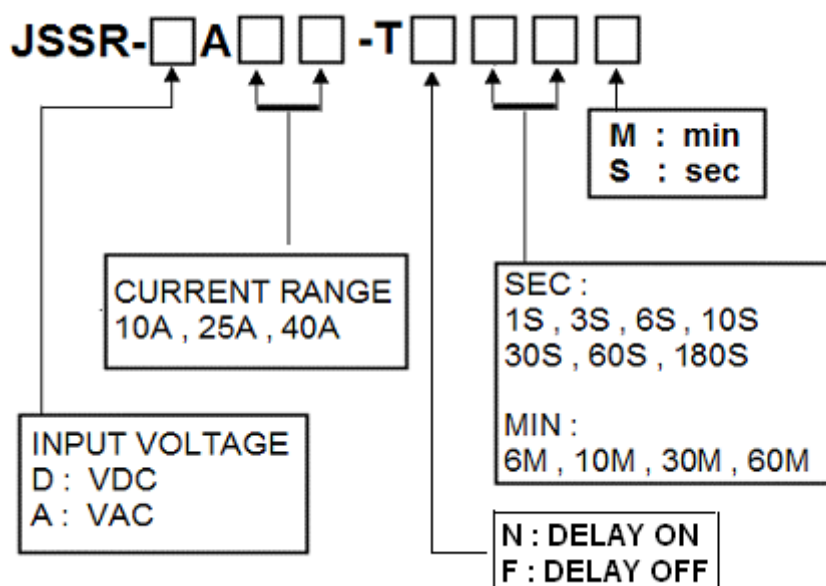 JSSR-□A□□-T□□□□
M : min
S : sec
CURRENT RANGE
10A , 25A , 40A
SEC :
1S , 3S , 6S , 10S
30S , 60S , 180S
MIN :
6M , 10M , 30M , 60M
INPUT VOLTAGE
D : VDC
A : VAC
N : DELAY ON
F : DELAY OFF